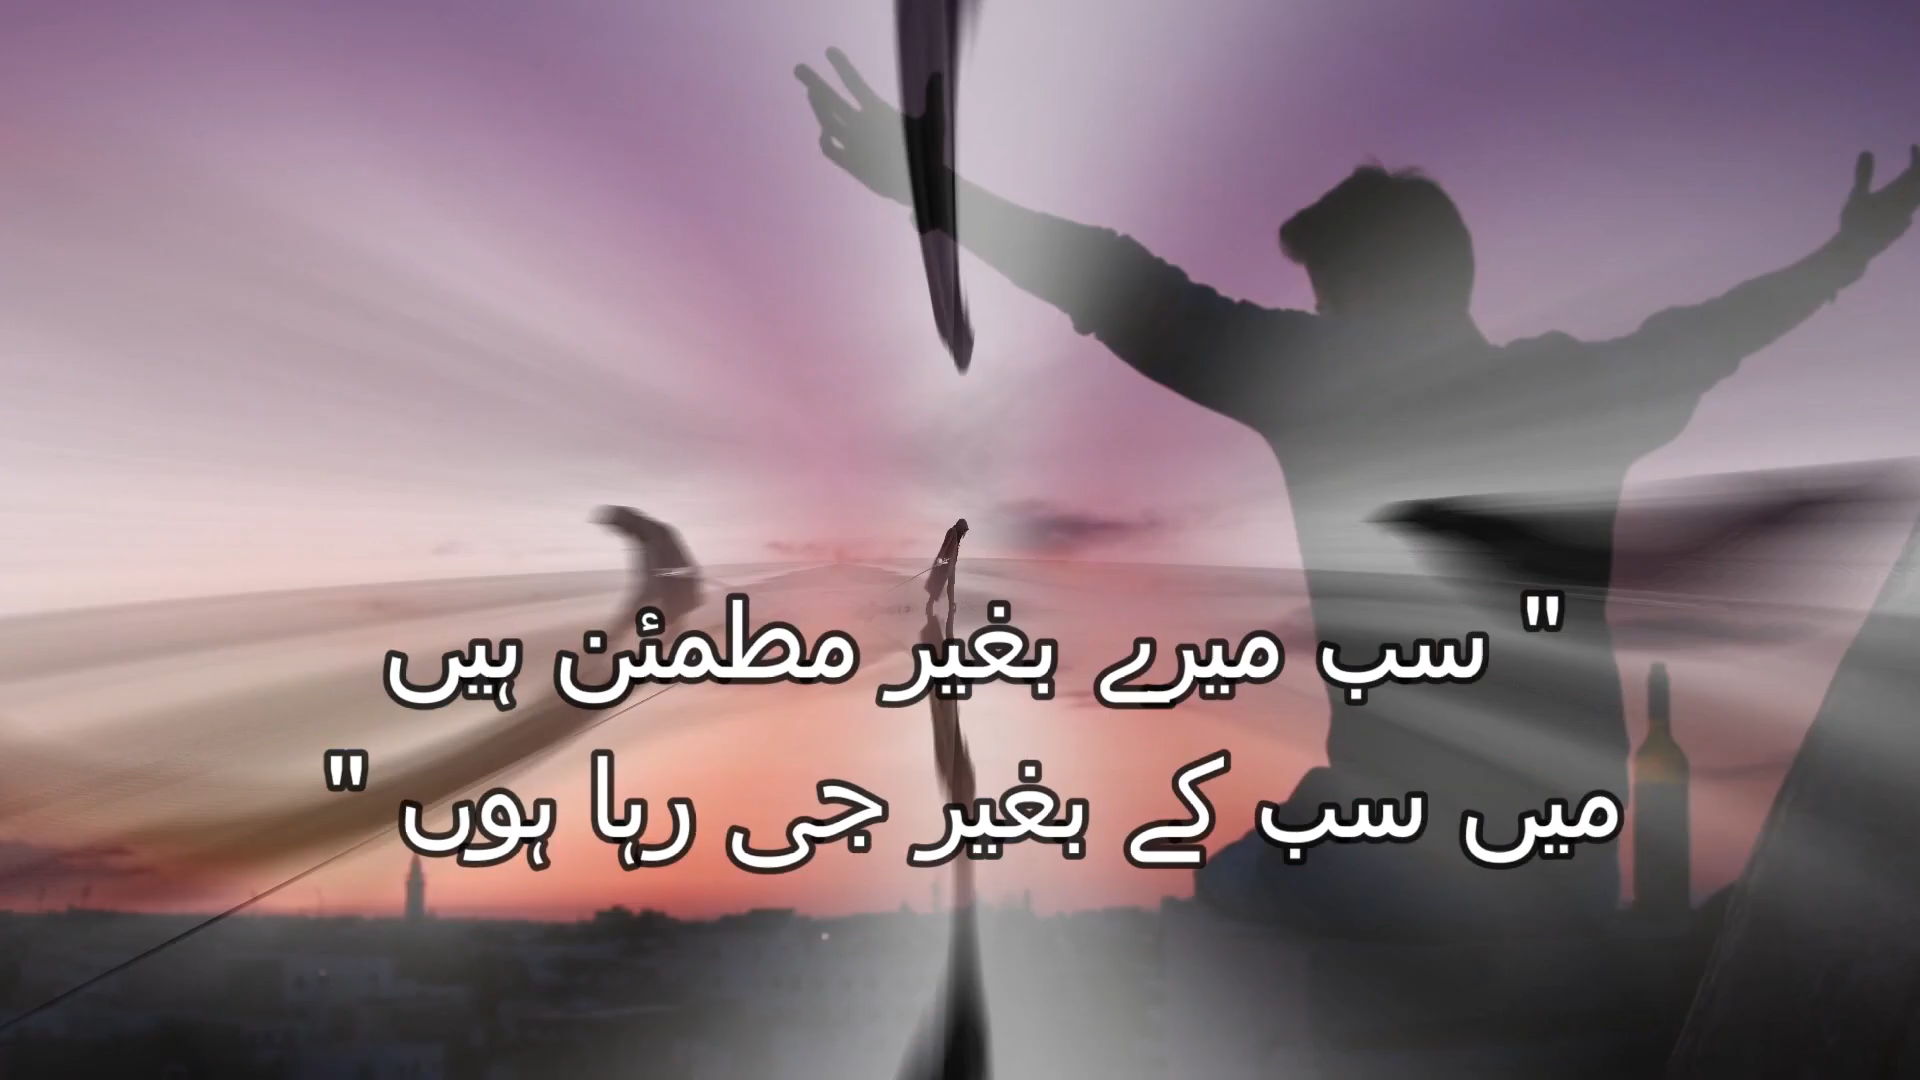 " سب میرے بغیر مطمئن ہیں
میں سب کے بغیر جی رہا ہوں "